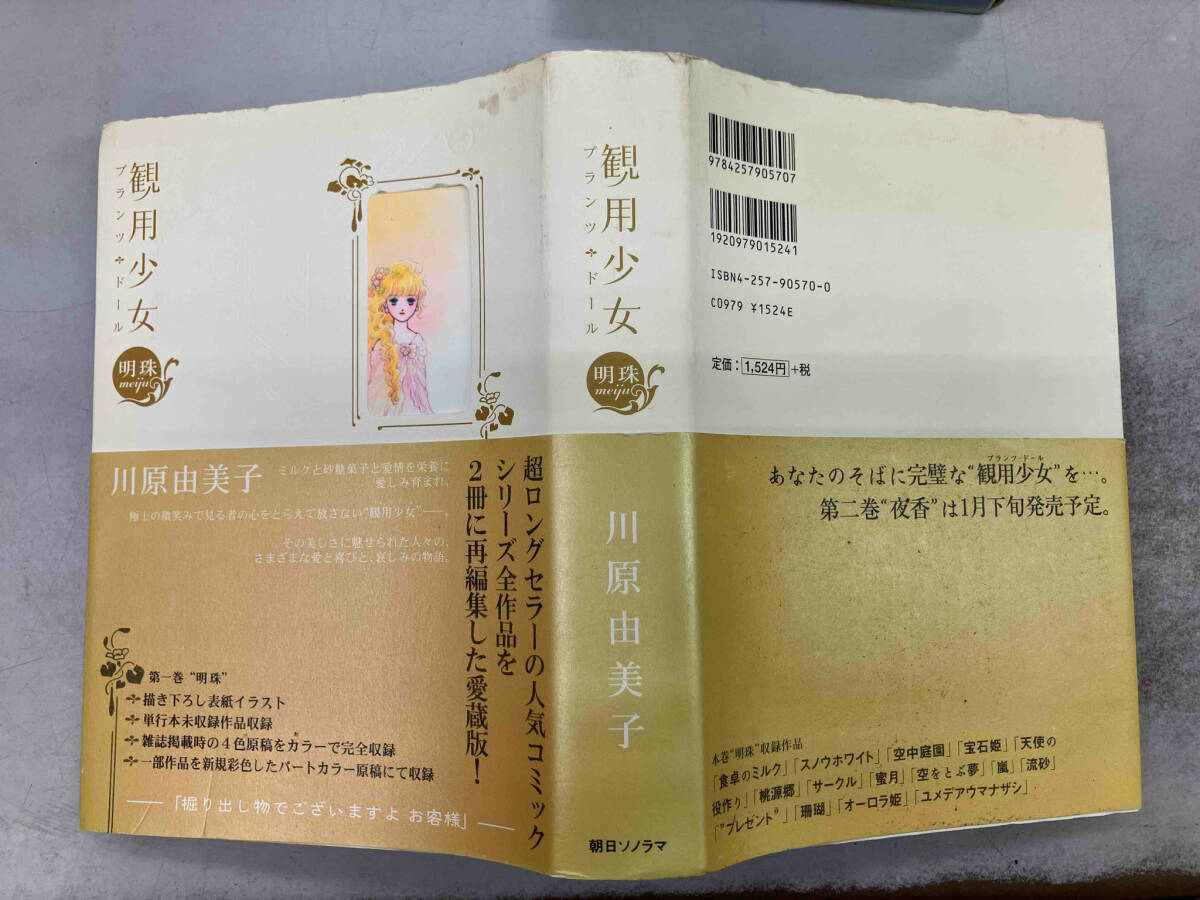 観用少女
プランツ✢ドール
明珠
meiju
川原由美子
ミルクと砂糖菓子と愛情を栄養に
愛しみ育まれ、
極上の微笑みで見る者の心をとらえて放さない“観用少女”──。
その美しさに魅せられた人々の、
さまざまな愛と喜びと、哀しみの物語。
超ロングセラーの人気コミック
シリーズ全作品を
2冊に再編集した愛蔵版!
第一巻 “明珠”
✢描き下ろし表紙イラスト
✢単行本未収録作品収録
✢雑誌掲載時の4色原稿をカラーで完全収録
✢一部作品を新規彩色したパートカラー原稿にて収録
──「掘り出し物でございますよ お客様」──
観用少女
プランツ✢ドール
明珠
meiju
川原由美子
朝日ソノラマ
9784257905707
1920979015241
ISBN4-257-90570-0
C0979 ¥1524E
定価:1,524円+税
プランツ・ドール
あなたのそばに完璧な“観用少女”を…。
第二巻“夜香”は1月下旬発売予定。
本巻“明珠”収録作品
「食卓のミルク」「スノウホワイト」「空中庭園」「宝石姫」「天使の
役作り」「桃源郷」「サークル」「蜜月」「空をとぶ夢」「嵐」「流砂」
「“プレゼント”」「珊瑚」「オーロラ姫」「ユメデアウマナザシ」